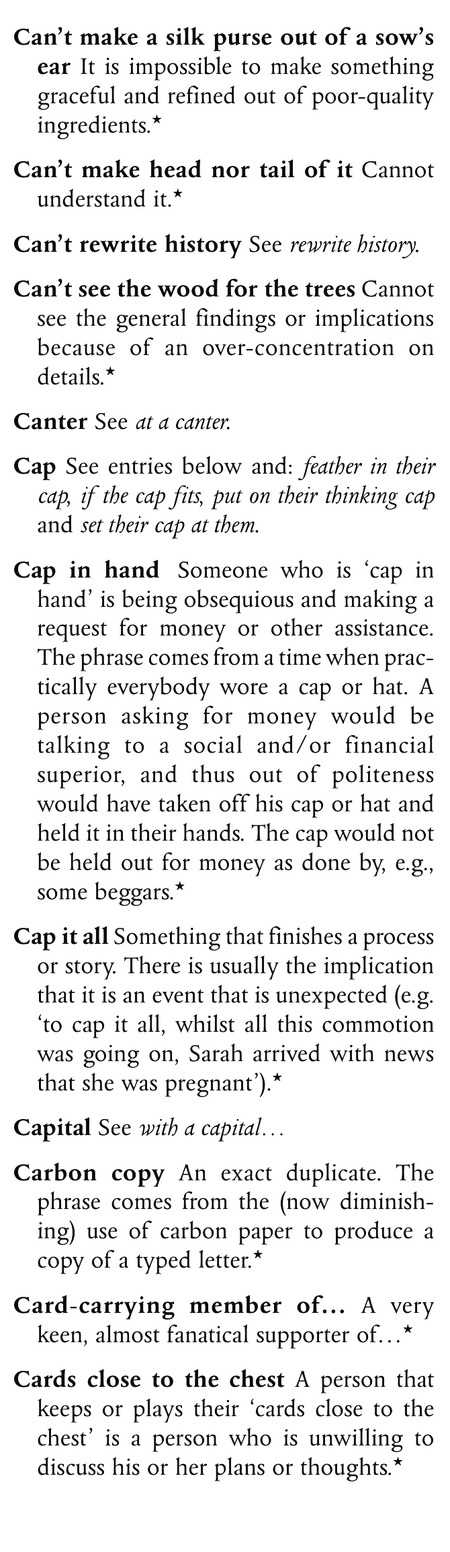 Can’t make a silk purse out of a sow’s
ear It is impossible to make something
graceful and refined out of poor-quality
ingredients.★
Can’t make head nor tail of it Cannot
understand it.★
Can’t rewrite history See rewrite history.
Can’t see the wood for the trees Cannot
see the general findings or implications
because of an over-concentration on
details.★
Canter See at a canter.
Cap See entries below and: feather in their
cap, if the cap fits, put on their thinking cap
and set their cap at them.
Cap in hand Someone who is ‘cap in
hand’ is being obsequious and making a
request for money or other assistance.
The phrase comes from a time when prac-
tically everybody wore a cap or hat. A
person asking for money would be
talking to a social and/or financial
superior, and thus out of politeness
would have taken off his cap or hat and
held it in their hands. The cap would not
be held out for money as done by, e.g.,
some beggars.★
Cap it all Something that finishes a process
or story. There is usually the implication
that it is an event that is unexpected (e.g.
‘to cap it all, whilst all this commotion
was going on, Sarah arrived with news
that she was pregnant’).★
Capital See with a capital…
Carbon copy An exact duplicate. The
phrase comes from the (now diminish-
ing) use of carbon paper to produce a
copy of a typed letter.★
Card-carrying member of… A very
keen, almost fanatical supporter of…★
Cards close to the chest A person that
keeps or plays their ‘cards close to the
chest’ is a person who is unwilling to
discuss his or her plans or thoughts.★